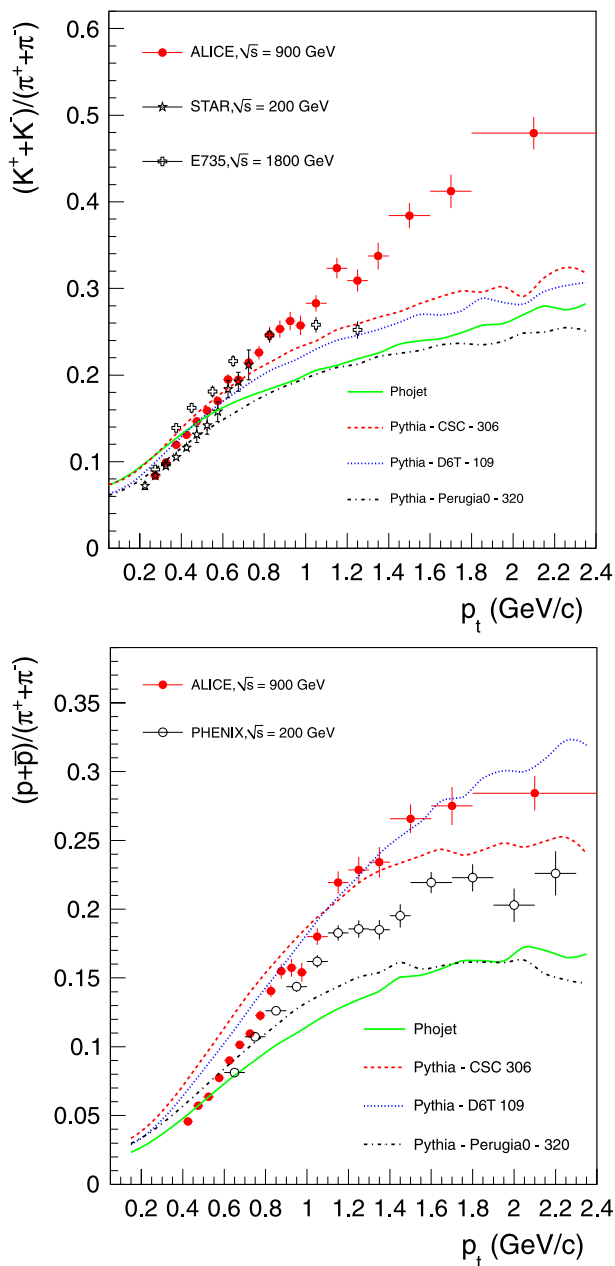 (K⁺+K⁻)/(π⁺+π⁻)
0.6
0.5
0.4
0.3
0.2
0.1
0
ALICE,√s = 900 GeV
STAR,√s = 200 GeV
E735,√s = 1800 GeV
Phojet
Pythia - CSC - 306
Pythia - D6T - 109
Pythia - Perugia0 - 320
0.2 0.4 0.6 0.8 1 1.2 1.4 1.6 1.8 2 2.2 2.4
p_t (GeV/c)
(p+p̅)/(π⁺+π⁻)
0.35
0.3
0.25
0.2
0.15
0.1
0.05
0
ALICE,√s = 900 GeV
PHENIX,√s = 200 GeV
Phojet
Pythia - CSC 306
Pythia - D6T 109
Pythia - Perugia0 - 320
0.2 0.4 0.6 0.8 1 1.2 1.4 1.6 1.8 2 2.2 2.4
p_t (GeV/c)